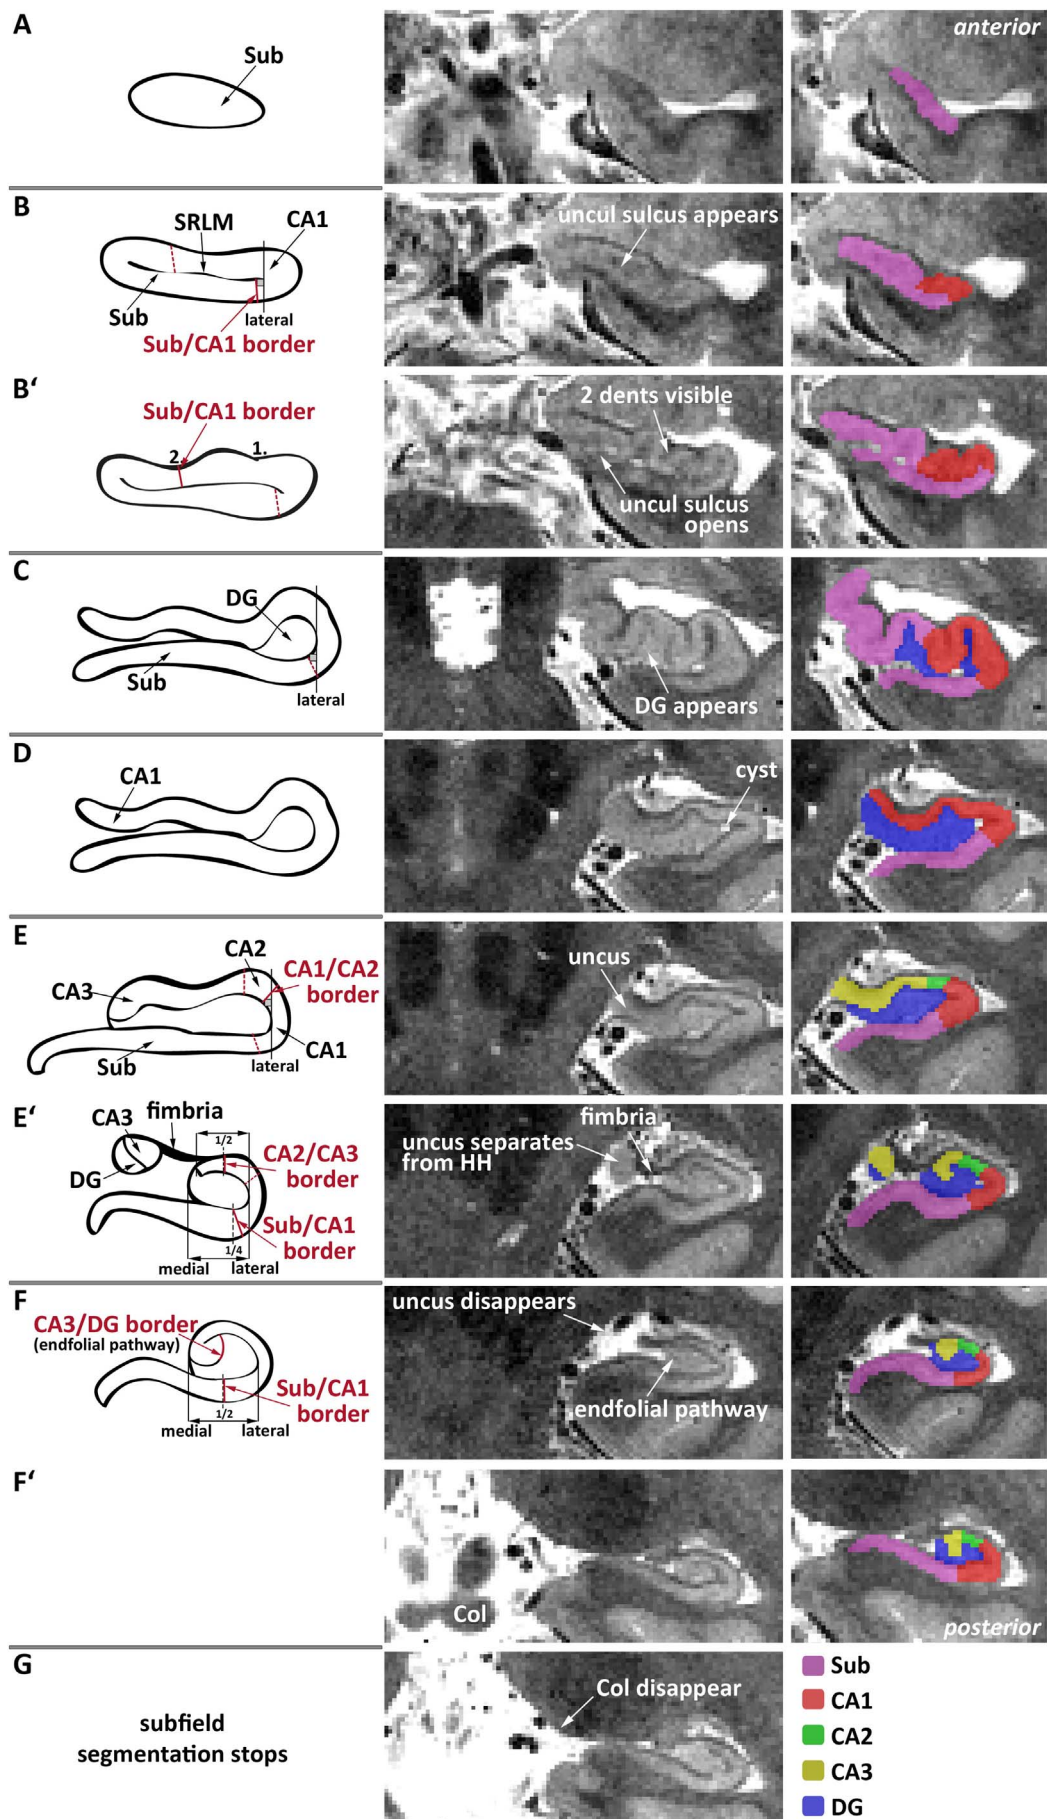 A
Sub
anterior
B
SRLM
CA1
Sub
lateral
Sub/CA1 border
uncul sulcus appears
B‘
Sub/CA1 border
2.
1.
2 dents visible
uncul sulcus
opens
C
DG
Sub
lateral
DG appears
D
CA1
cyst
E
CA2
CA1/CA2
border
CA3
CA1
Sub
lateral
uncus
E‘
CA3
fimbria
1/2
CA2/CA3
border
DG
Sub/CA1
border
1/4
medial
lateral
fimbria
uncus separates
from HH
F
CA3/DG border
(endfolial pathway)
Sub/CA1
border
1/2
medial
lateral
uncus disappears
endfolial pathway
F‘
Col
posterior
G
subfield
segmentation stops
Col disappear
Sub
CA1
CA2
CA3
DG